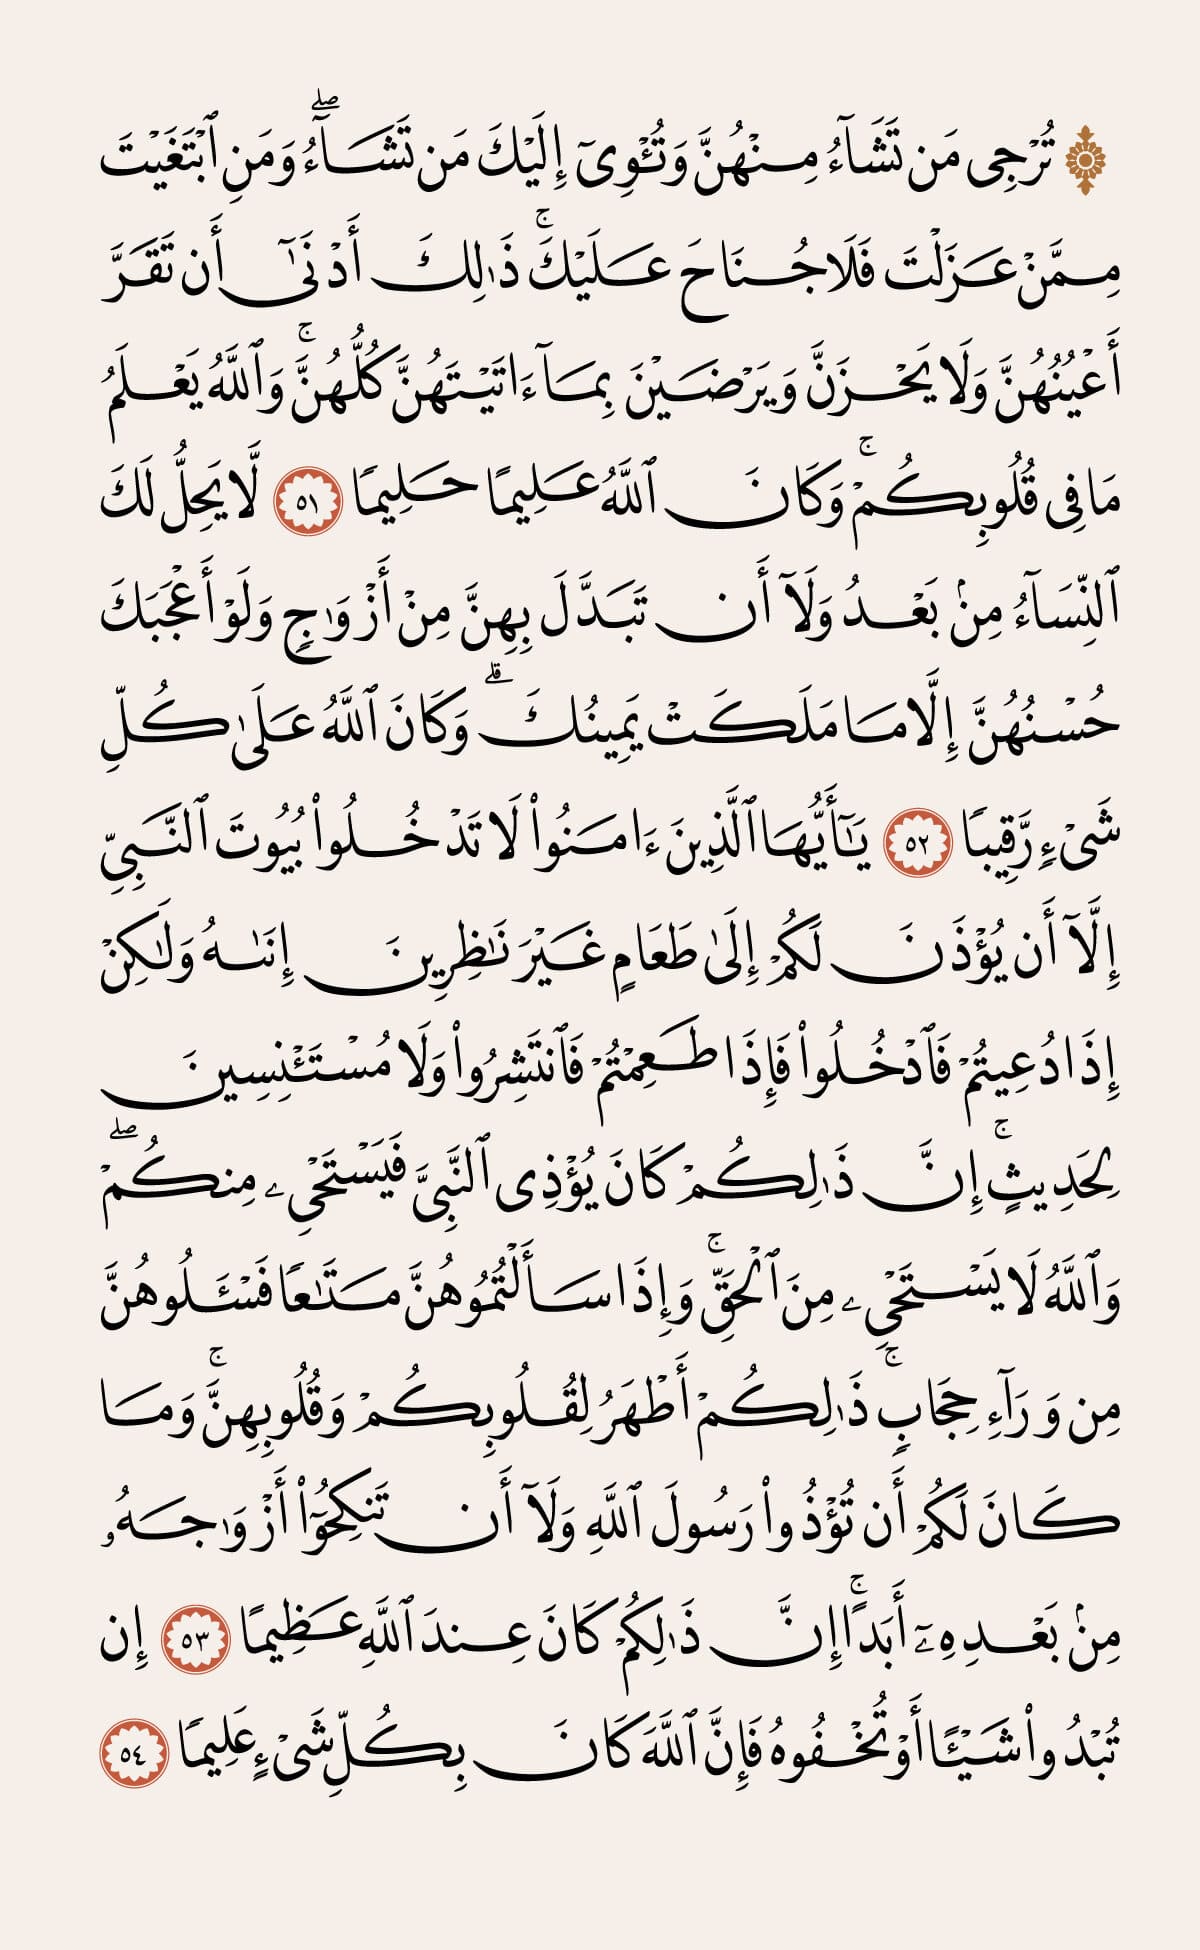 ۞ تُرْجِى مَن تَشَآءُ مِنْهُنَّ وَتُـْٔوِىٓ إِلَيْكَ مَن تَشَآءُ ۖ وَمَنِ ٱبْتَغَيْتَ
مِمَّنْ عَزَلْتَ فَلَا جُنَاحَ عَلَيْكَ ۚ ذَٰلِكَ أَدْنَىٰٓ أَن تَقَرَّ
أَعْيُنُهُنَّ وَلَا يَحْزَنَّ وَيَرْضَيْنَ بِمَآ ءَاتَيْتَهُنَّ كُلُّهُنَّ ۚ وَٱللَّهُ يَعْلَمُ
مَا فِى قُلُوبِكُمْ ۚ وَكَانَ ٱللَّهُ عَلِيمًا حَلِيمًا ٥١ لَّا يَحِلُّ لَكَ
ٱلنِّسَآءُ مِنۢ بَعْدُ وَلَآ أَن تَبَدَّلَ بِهِنَّ مِنْ أَزْوَٰجٍ وَلَوْ أَعْجَبَكَ
حُسْنُهُنَّ إِلَّا مَا مَلَكَتْ يَمِينُكَ ۗ وَكَانَ ٱللَّهُ عَلَىٰ كُلِّ
شَىْءٍ رَّقِيبًا ٥٢ يَـٰٓأَيُّهَا ٱلَّذِينَ ءَامَنُوا۟ لَا تَدْخُلُوا۟ بُيُوتَ ٱلنَّبِىِّ
إِلَّآ أَن يُؤْذَنَ لَكُمْ إِلَىٰ طَعَامٍ غَيْرَ نَـٰظِرِينَ إِنَىٰهُ وَلَـٰكِنْ
إِذَا دُعِيتُمْ فَٱدْخُلُوا۟ فَإِذَا طَعِمْتُمْ فَٱنتَشِرُوا۟ وَلَا مُسْتَـْٔنِسِينَ
لِحَدِيثٍ ۚ إِنَّ ذَٰلِكُمْ كَانَ يُؤْذِى ٱلنَّبِىَّ فَيَسْتَحْىِۦ مِنكُمْ ۖ
وَٱللَّهُ لَا يَسْتَحْىِۦ مِنَ ٱلْحَقِّ ۚ وَإِذَا سَأَلْتُمُوهُنَّ مَتَـٰعًا فَسْـَٔلُوهُنَّ
مِن وَرَآءِ حِجَابٍ ۚ ذَٰلِكُمْ أَطْهَرُ لِقُلُوبِكُمْ وَقُلُوبِهِنَّ ۚ وَمَا
كَانَ لَكُمْ أَن تُؤْذُوا۟ رَسُولَ ٱللَّهِ وَلَآ أَن تَنكِحُوٓا۟ أَزْوَٰجَهُۥ
مِنۢ بَعْدِهِۦٓ أَبَدًا ۚ إِنَّ ذَٰلِكُمْ كَانَ عِندَ ٱللَّهِ عَظِيمًا ٥٣ إِن
تُبْدُوا۟ شَيْـًٔا أَوْ تُخْفُوهُ فَإِنَّ ٱللَّهَ كَانَ بِكُلِّ شَىْءٍ عَلِيمًا ٥٤